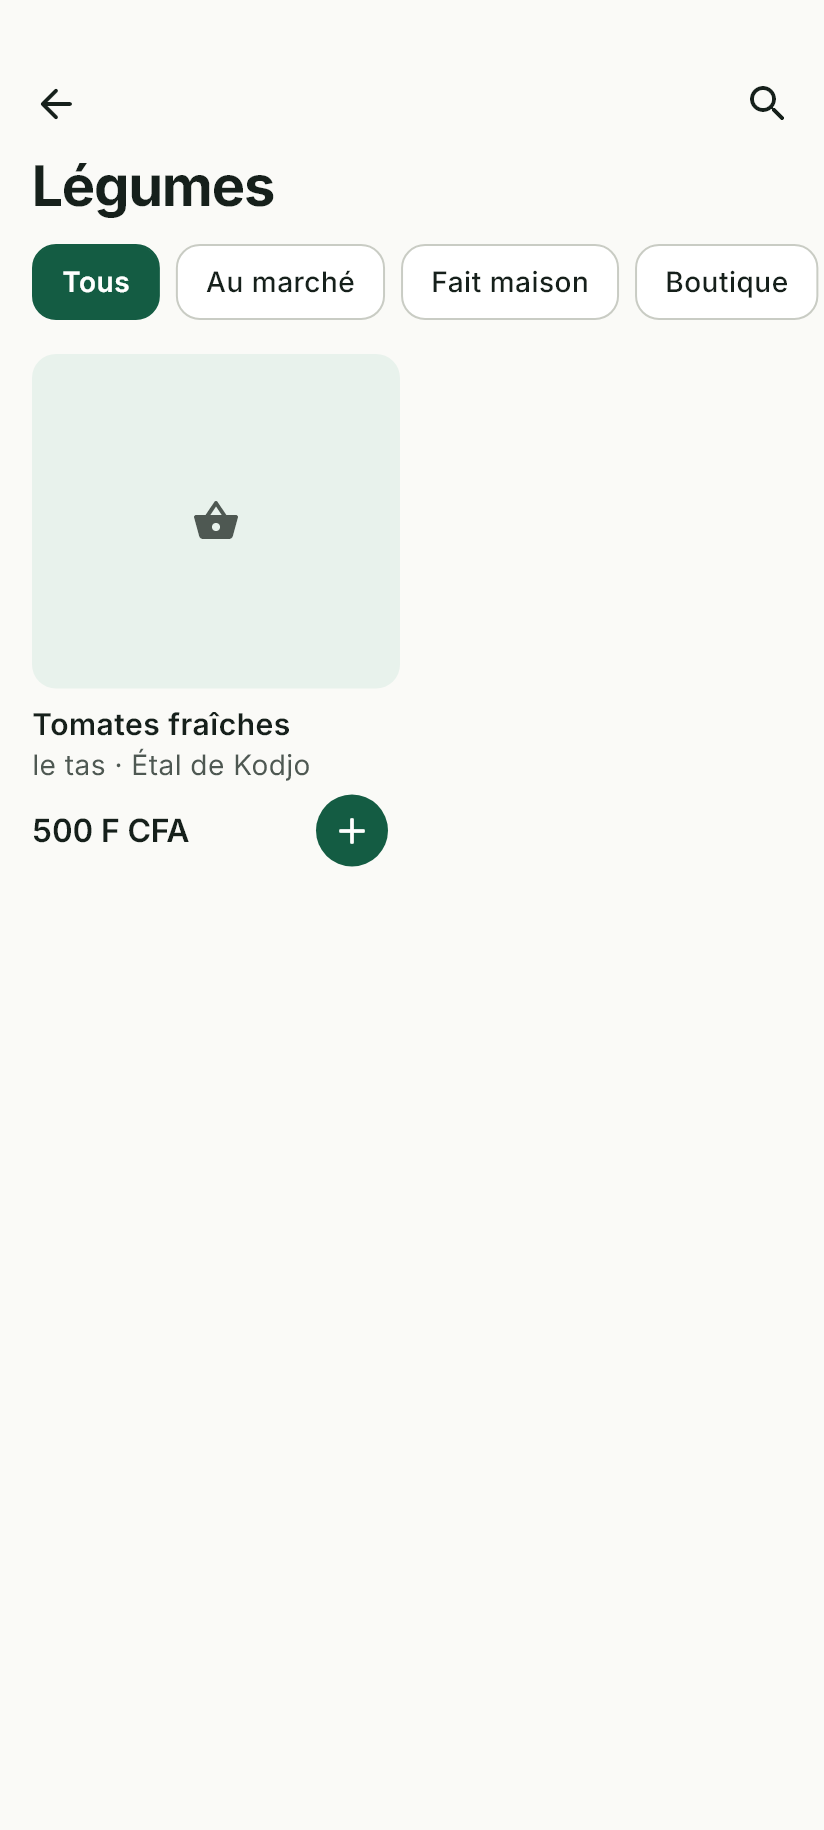 Légumes
Tous
Au marché
Fait maison
Boutique
Tomates fraîches
le tas · Étal de Kodjo
500 F CFA